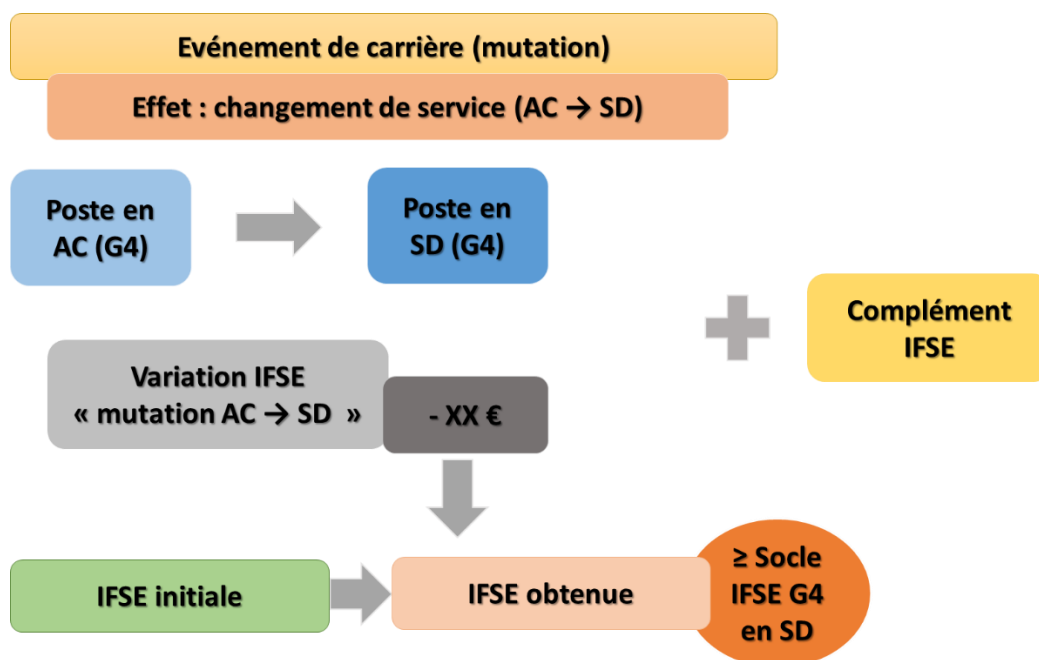 Evénement de carrière (mutation)
Effet : changement de service (AC → SD)
Poste en
AC (G4)
Poste en
SD (G4)
Complément
IFSE
Variation IFSE
« mutation AC → SD »
- XX €
IFSE initiale
IFSE obtenue
≥ Socle
IFSE G4
en SD